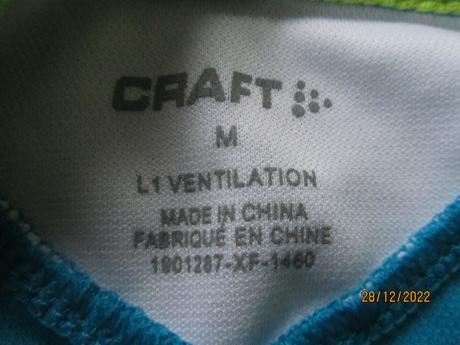 CRAFT
M
L1 VENTILATION
MADE IN CHINA
FABRIQUÉ EN CHINE
1901287-XF-1460
28/12/2022